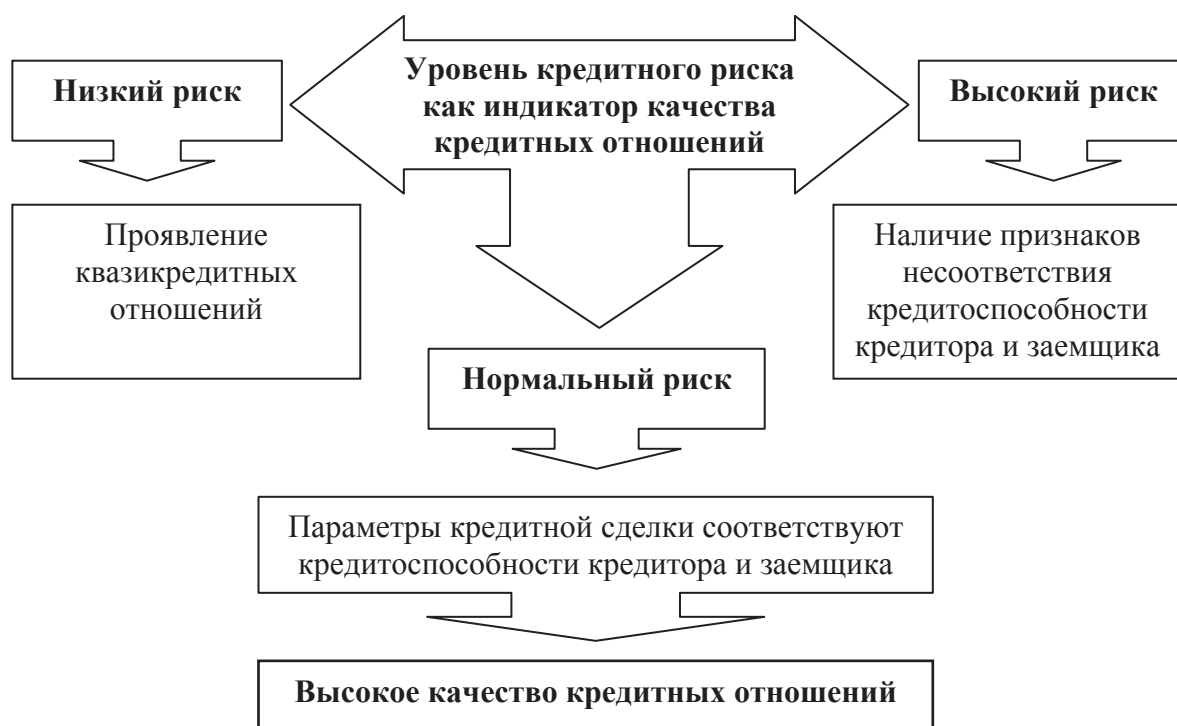 Уровень кредитного риска
как индикатор качества
кредитных отношений
Низкий риск
Высокий риск
Проявление
квазикредитных
отношений
Наличие признаков
несоответствия
кредитоспособности
кредитора и заемщика
Нормальный риск
Параметры кредитной сделки соответствуют
кредитоспособности кредитора и заемщика
Высокое качество кредитных отношений